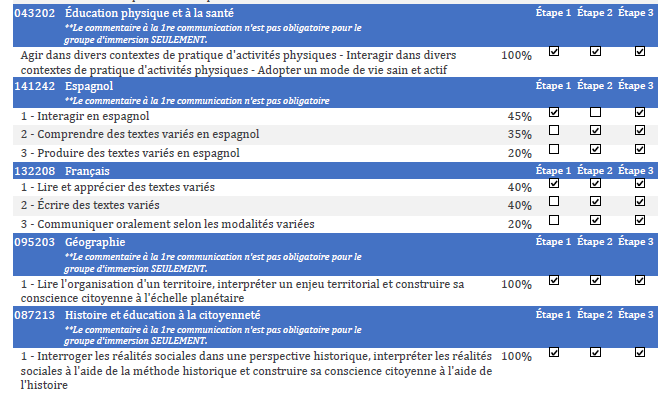 043202 Éducation physique et à la santé Étape 1 Étape 2 Étape 3
**Le commentaire à la 1re communication n'est pas obligatoire pour le
groupe d'immersion SEULEMENT.
Agir dans divers contextes de pratique d'activités physiques - Interagir dans divers 100%
contextes de pratique d'activités physiques - Adopter un mode de vie sain et actif
141242 Espagnol Étape 1 Étape 2 Étape 3
**Le commentaire à la 1re communication n'est pas obligatoire
1 - Interagir en espagnol 45%
2 - Comprendre des textes variés en espagnol 35%
3 - Produire des textes variés en espagnol 20%
132208 Français Étape 1 Étape 2 Étape 3
1 - Lire et apprécier des textes variés 40%
2 - Écrire des textes variés 40%
3 - Communiquer oralement selon les modalités variées 20%
095203 Géographie Étape 1 Étape 2 Étape 3
**Le commentaire à la 1re communication n'est pas obligatoire pour le
groupe d'immersion SEULEMENT.
1 - Lire l'organisation d'un territoire, interpréter un enjeu territorial et construire sa 100%
conscience citoyenne à l'échelle planétaire
087213 Histoire et éducation à la citoyenneté Étape 1 Étape 2 Étape 3
**Le commentaire à la 1re communication n'est pas obligatoire pour le
groupe d'immersion SEULEMENT.
1 - Interroger les réalités sociales dans une perspective historique, interpréter les réalités 100%
sociales à l'aide de la méthode historique et construire sa conscience citoyenne à l'aide de
l'histoire